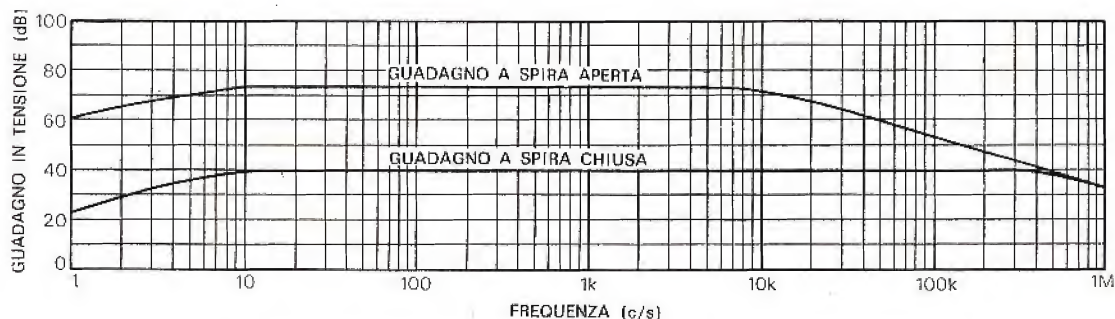 GUADAGNO IN TENSIONE (dB)
100
80
60
40
20
0
GUADAGNO A SPIRA APERTA
GUADAGNO A SPIRA CHIUSA
1 10 100 1k 10k 100k 1M
FREQUENZA (c/s)